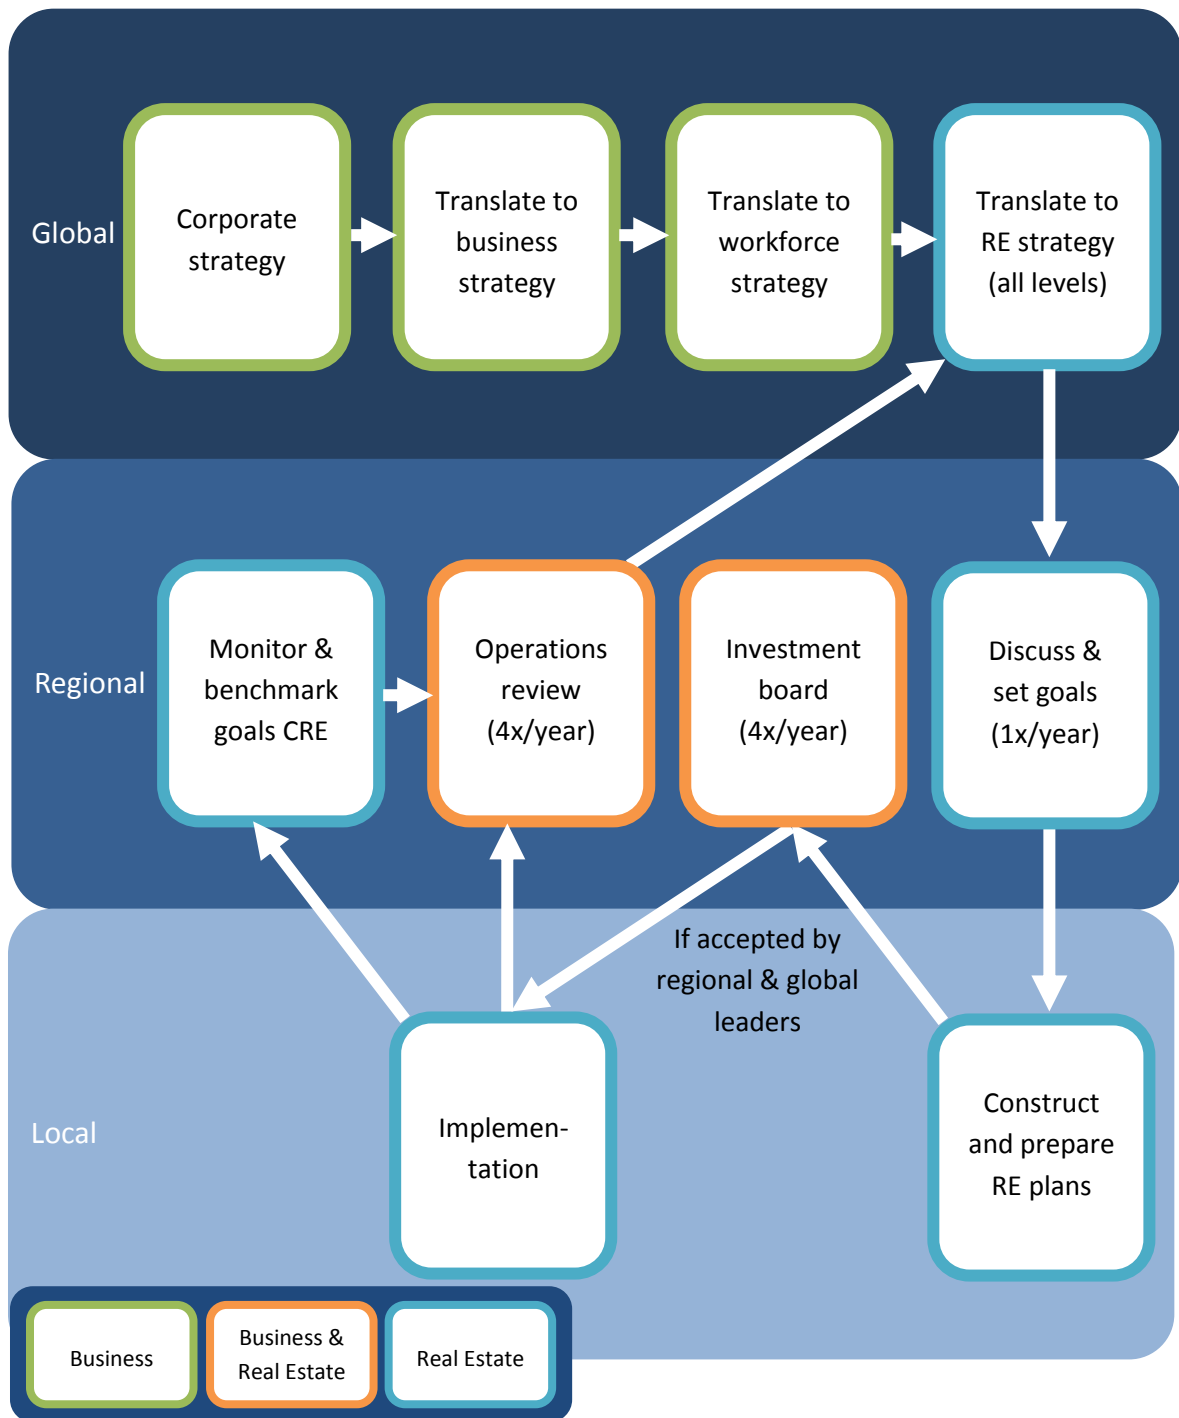 Global
Corporate
strategy
Translate to
business
strategy
Translate to
workforce
strategy
Translate to
RE strategy
(all levels)
Regional
Monitor &
benchmark
goals CRE
Operations
review
(4x/year)
Investment
board
(4x/year)
Discuss &
set goals
(1x/year)
If accepted by
regional & global
leaders
Local
Implemen-
tation
Construct
and prepare
RE plans
Business
Business &
Real Estate
Real Estate